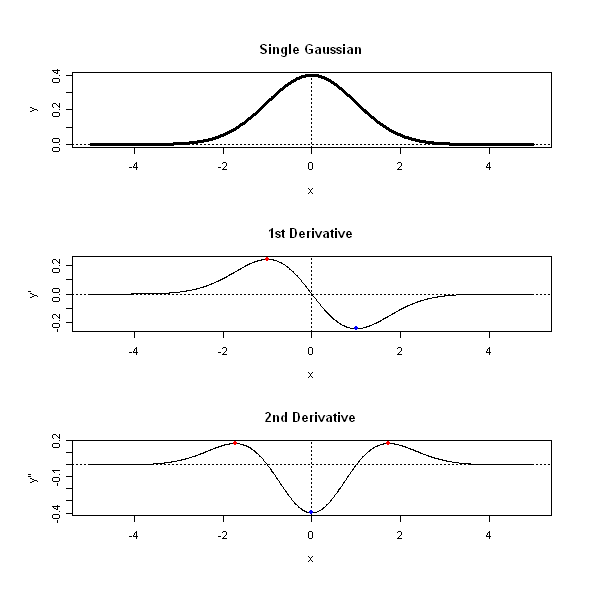 Single Gaussian
0.4
0.2
0.0
y
-4 -2 0 2 4
x
1st Derivative
0.2
0.0
-0.2
y'
-4 -2 0 2 4
x
2nd Derivative
0.2
-0.1
-0.4
y''
-4 -2 0 2 4
x